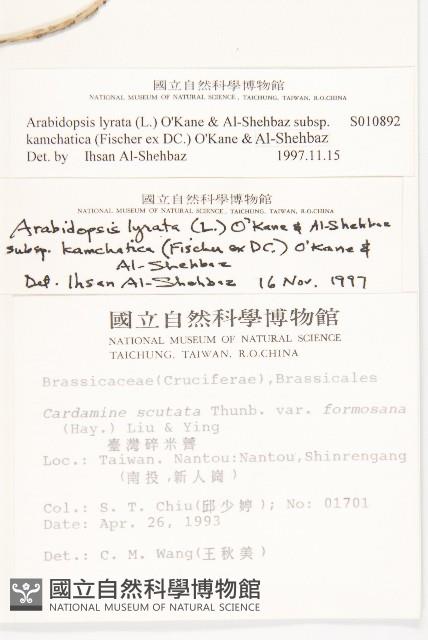 國立自然科學博物館
NATIONAL MUSEUM OF NATURAL SCIENCE, TAICHUNG, TAIWAN, R.O.CHINA
Arabidopsis lyrata (L.) O'Kane & Al-Shehbaz subsp. S010892
kamchatica (Fischer ex DC.) O'Kane & Al-Shehbaz
Det. by Ihsan Al-Shehbaz 1997.11.15
國立自然科學博物館
NATIONAL MUSEUM OF NATURAL SCIENCE, TAICHUNG, TAIWAN, R.O.CHINA
Arabidopsis lyrata (L.) O'Kane & Al-Shehbaz
subsp. kamchatica (Fischer ex DC.) O'Kane &
Al-Shehbaz
Det. Ihsan Al-Shehbaz 16 Nov. 1997
國立自然科學博物館
NATIONAL MUSEUM OF NATURAL SCIENCE
TAICHUNG, TAIWAN, R.O.CHINA
Brassicaceae(Cruciferae),Brassicales
Cardamine scutata Thunb. var. formosana
(Hay.) Liu & Ying
臺灣碎米薺
Loc.: Taiwan. Nantou:Nantou,Shinrengang
(南投,新人崗)
Col.: S. T. Chiu(邱少婷); No: 01701
Date: Apr. 26, 1993
Det.: C. M. Wang(王秋美)
國立自然科學博物館
NATIONAL MUSEUM OF NATURAL SCIENCE